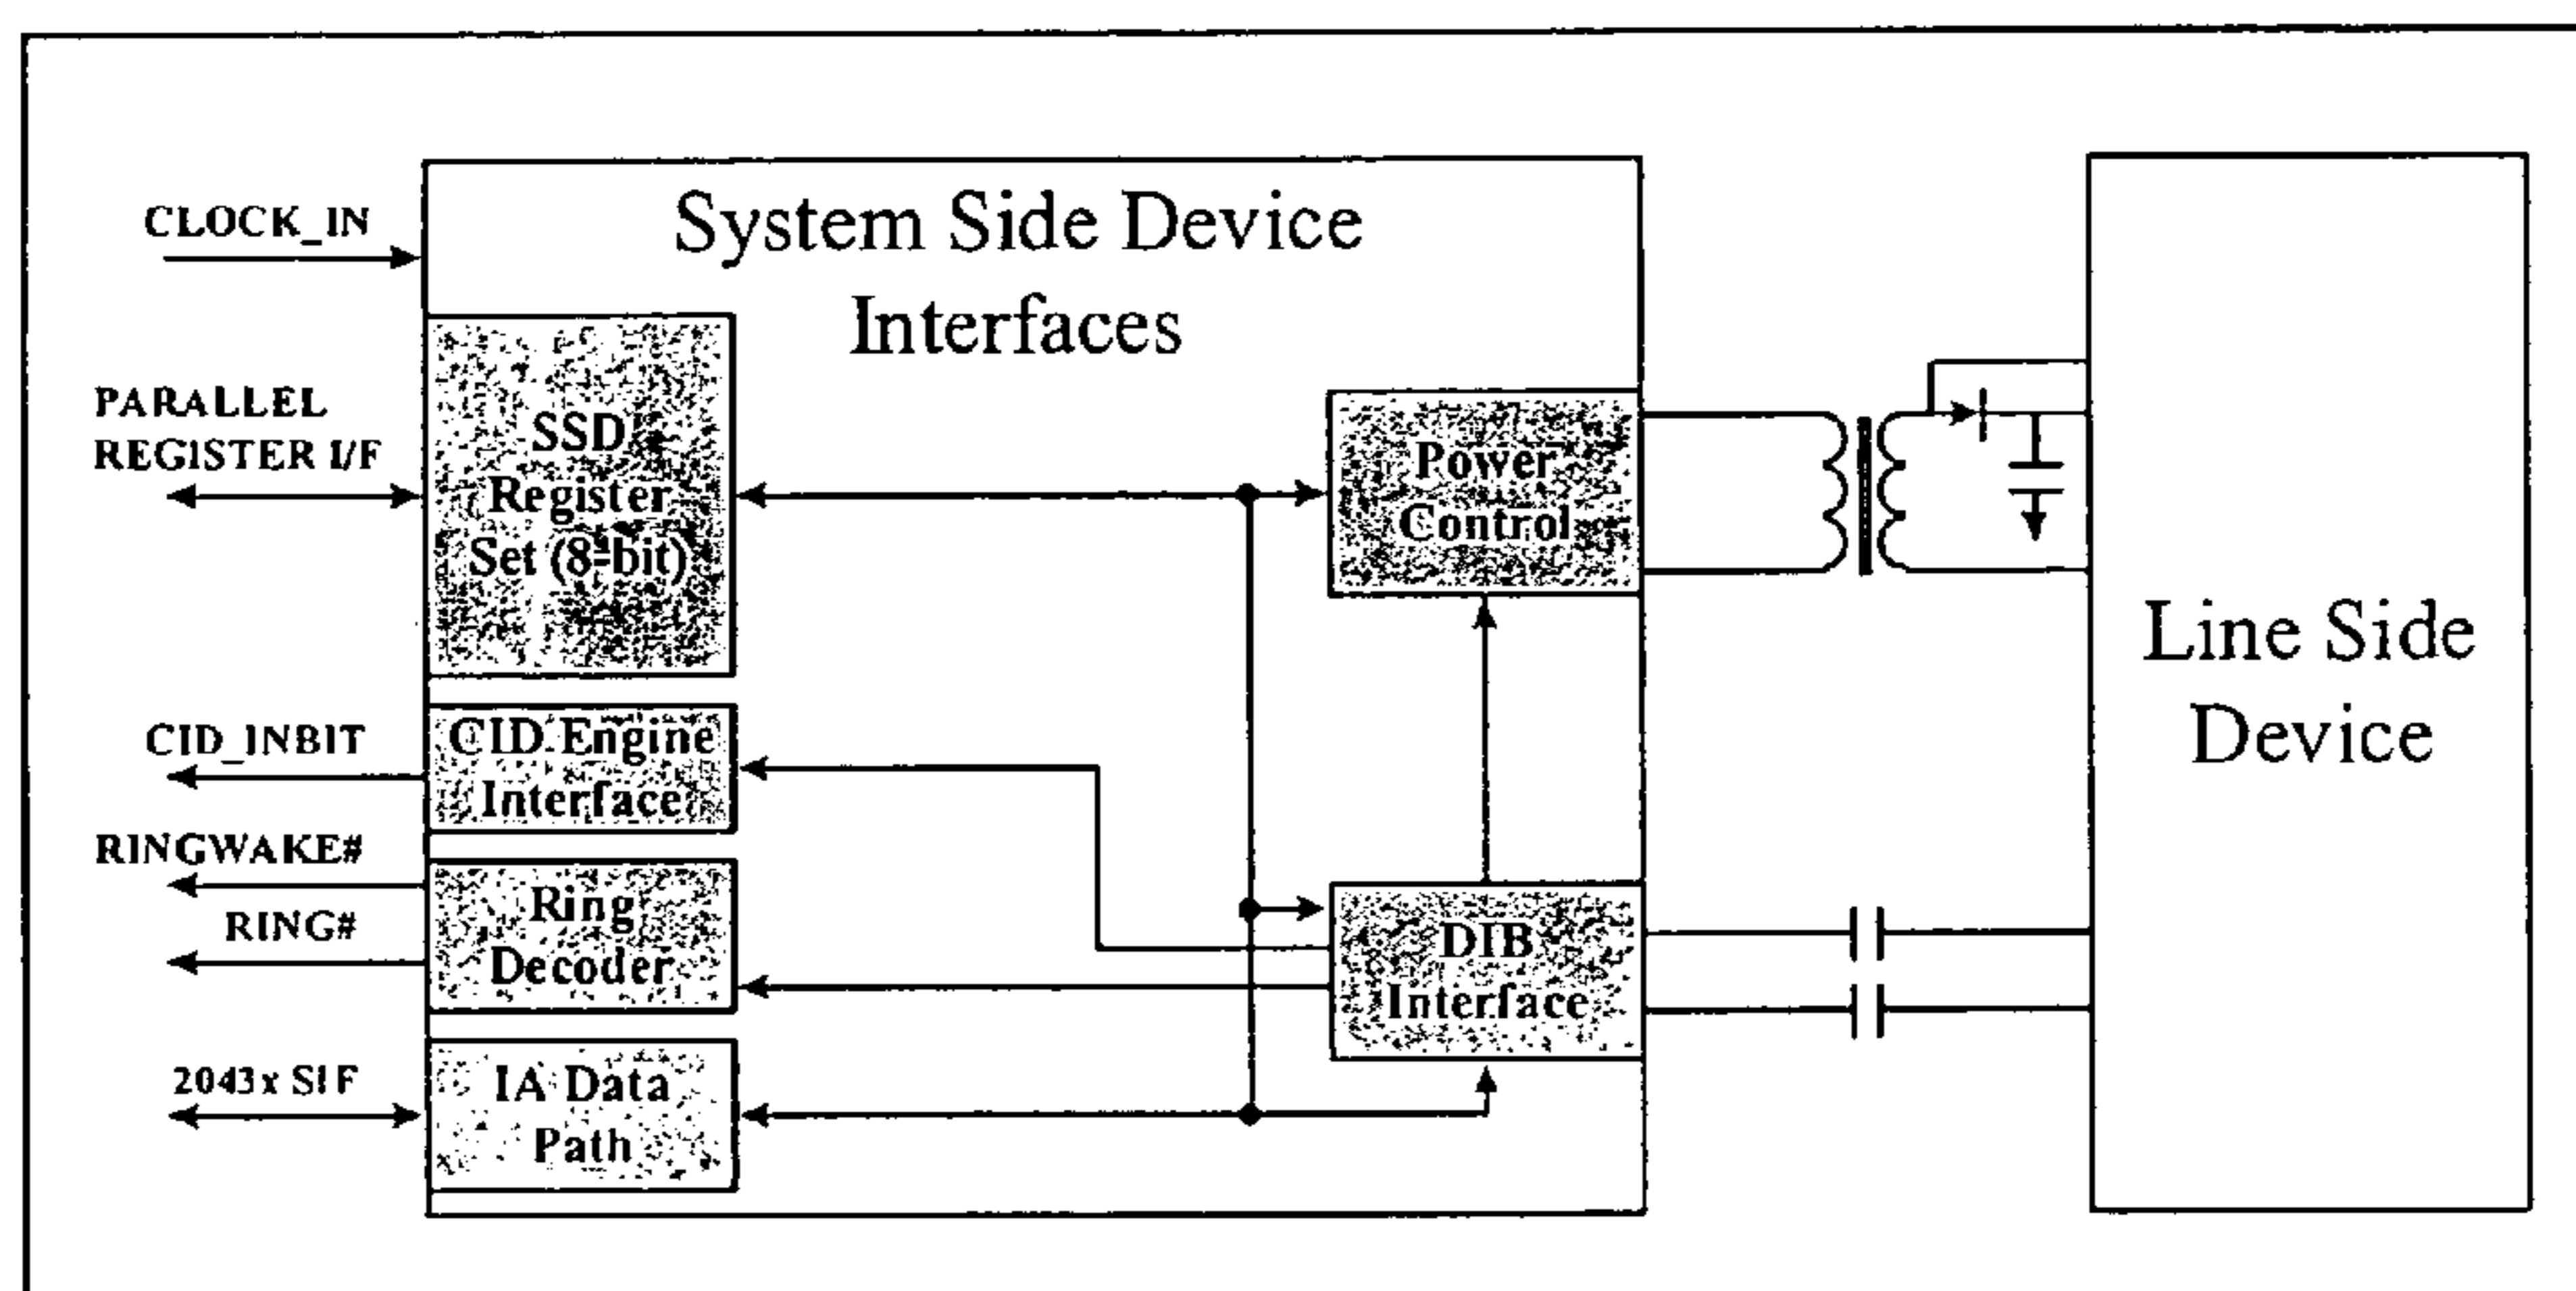 System Side Device
Interfaces
CLOCK_IN
PARALLEL
REGISTER I/F
SSD
Register
Set (8-bit)
Power
Control
CID_INBIT
CID Engine
Interface
RINGWAKE#
RING#
Ring
Decoder
DIB
Interface
2043x SIF
IA Data
Path
Line Side
Device